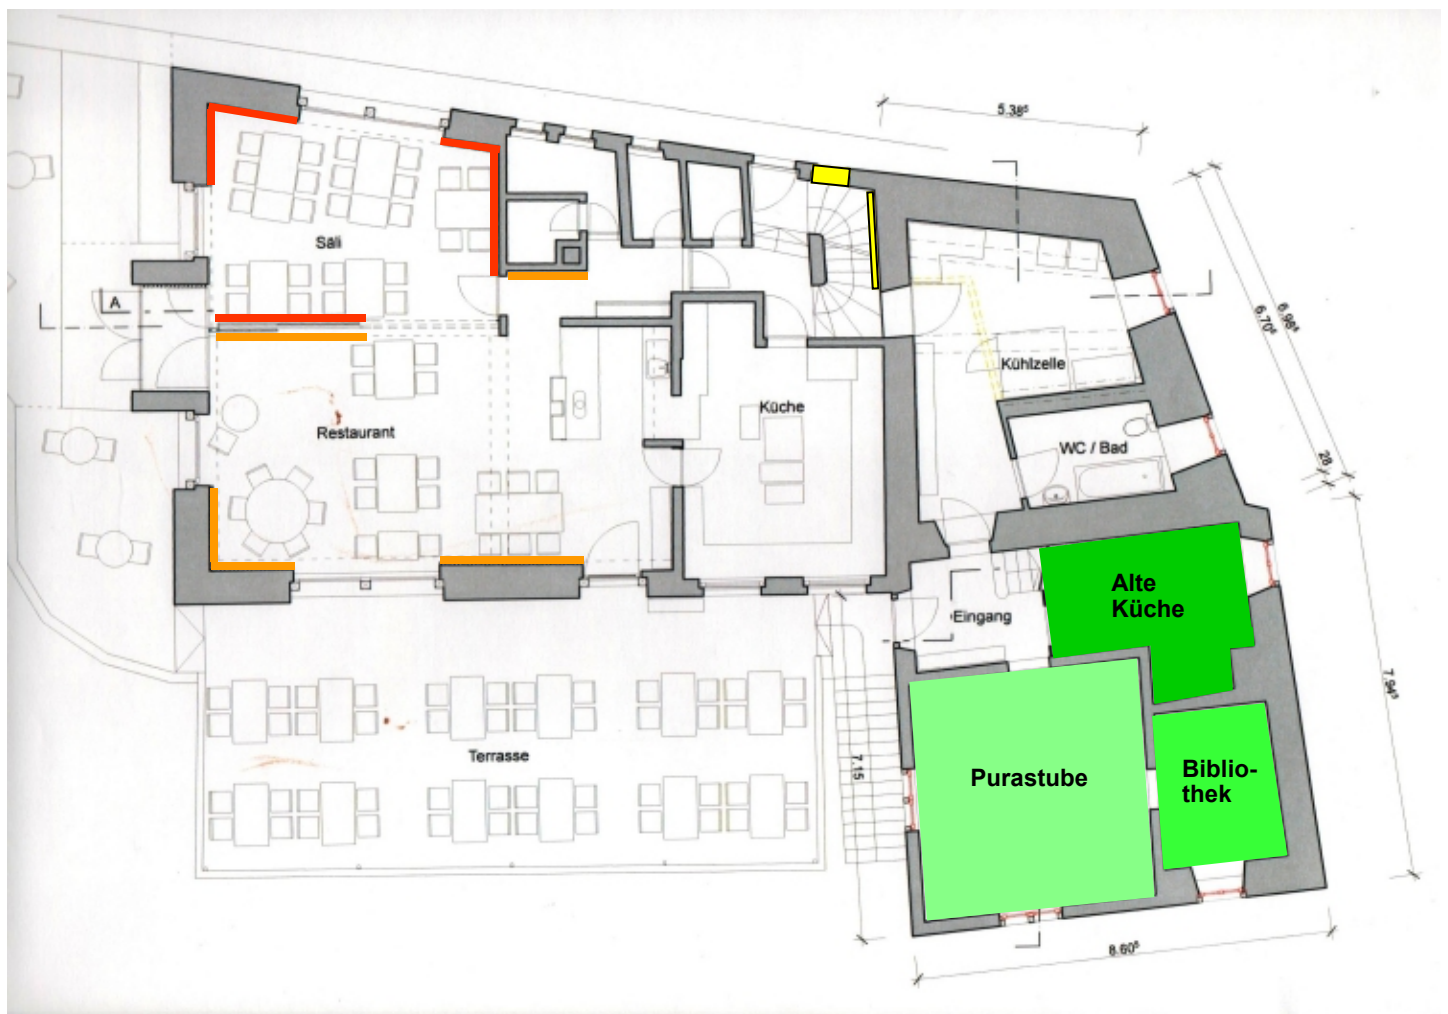 5.38⁵
Säli
A
6.98⁵
6.70⁵
Kühlzelle
Küche
Restaurant
WC / Bad
28
Alte
Küche
Eingang
7.94⁵
Terrasse
7.15
Purastube
Biblio-
thek
8.60⁵